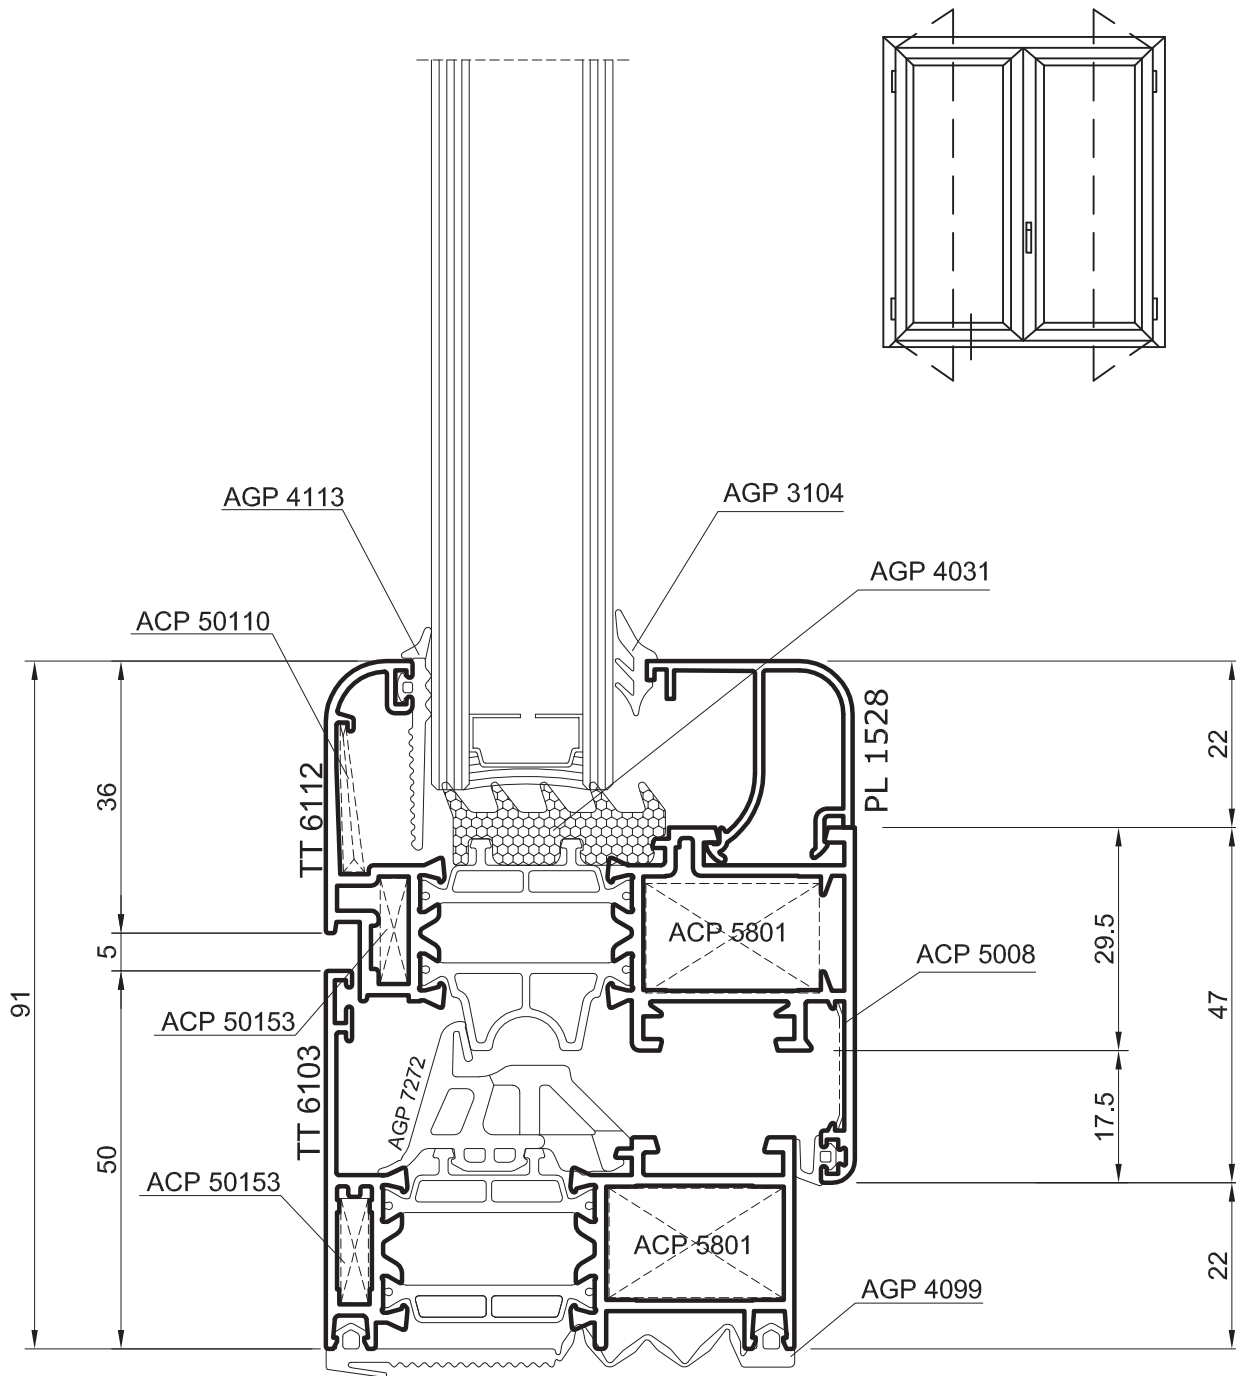 AGP 4113
AGP 3104
AGP 4031
ACP 50110
PL 1528
22
TT 6112
36
ACP 5801
29.5
5
ACP 5008
47
91
ACP 50153
TT 6103
AGP 7272
17.5
50
ACP 50153
ACP 5801
22
AGP 4099